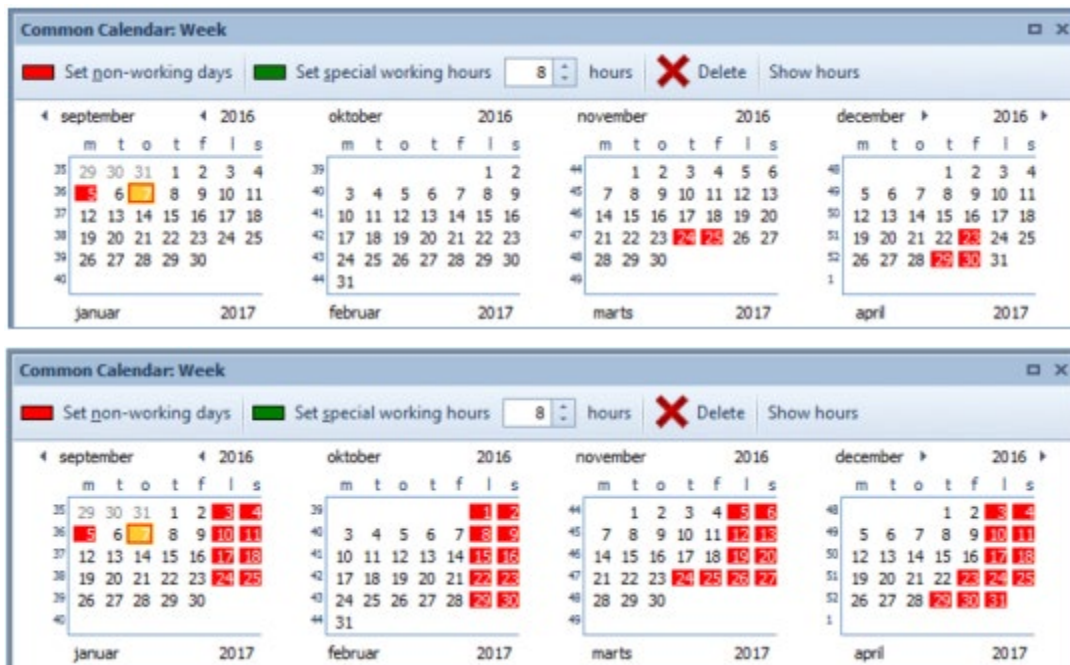 Common Calendar: Week
Set non-working days Set special working hours 8 hours Delete Show hours
september 2016 oktober 2016 november 2016 december 2016
m t o t f l s m t o t f l s m t o t f l s m t o t f l s
35 29 30 31 1 2 3 4 39 1 2 44 1 2 3 4 5 6 48 1 2 3 4
36 5 6 7 8 9 10 11 40 3 4 5 6 7 8 9 45 7 8 9 10 11 12 13 49 5 6 7 8 9 10 11
37 12 13 14 15 16 17 18 41 10 11 12 13 14 15 16 46 14 15 16 17 18 19 20 50 12 13 14 15 16 17 18
38 19 20 21 22 23 24 25 42 17 18 19 20 21 22 23 47 21 22 23 24 25 26 27 51 19 20 21 22 23 24 25
39 26 27 28 29 30 43 24 25 26 27 28 29 30 48 28 29 30 52 26 27 28 29 30 31
40 44 31 49 1
januar 2017 februar 2017 marts 2017 april 2017
Common Calendar: Week
Set non-working days Set special working hours 8 hours Delete Show hours
september 2016 oktober 2016 november 2016 december 2016
m t o t f l s m t o t f l s m t o t f l s m t o t f l s
35 29 30 31 1 2 3 4 39 1 2 44 1 2 3 4 5 6 48 1 2 3 4
36 5 6 7 8 9 10 11 40 3 4 5 6 7 8 9 45 7 8 9 10 11 12 13 49 5 6 7 8 9 10 11
37 12 13 14 15 16 17 18 41 10 11 12 13 14 15 16 46 14 15 16 17 18 19 20 50 12 13 14 15 16 17 18
38 19 20 21 22 23 24 25 42 17 18 19 20 21 22 23 47 21 22 23 24 25 26 27 51 19 20 21 22 23 24 25
39 26 27 28 29 30 43 24 25 26 27 28 29 30 48 28 29 30 52 26 27 28 29 30 31
40 44 31 49 1
januar 2017 februar 2017 marts 2017 april 2017